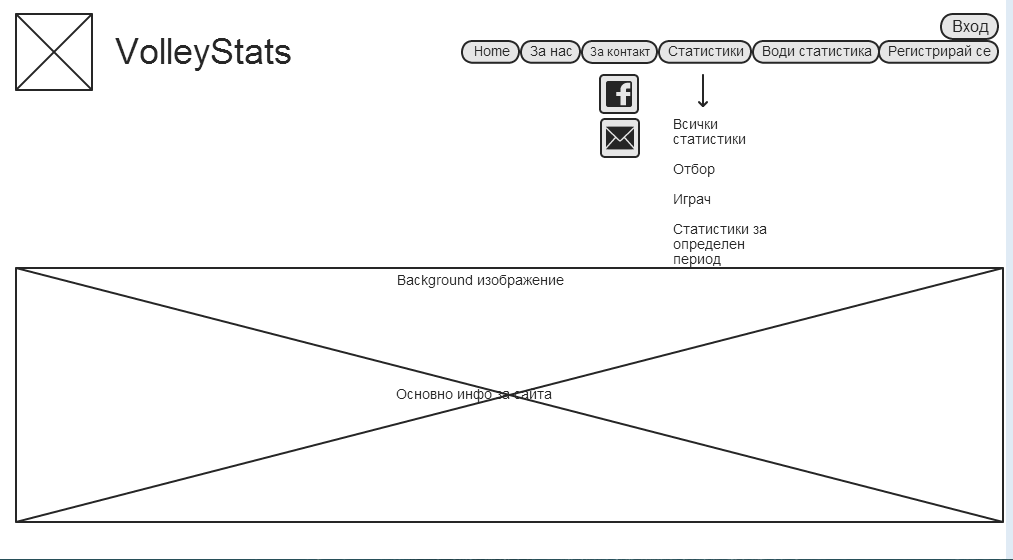 VolleyStats
Вход
Home
За нас
За контакт
Статистики
Води статистика
Регистрирай се
Всички
статистики
Отбор
Играч
Статистики за
определен
период
Background изображение
Основно инфо за сайта